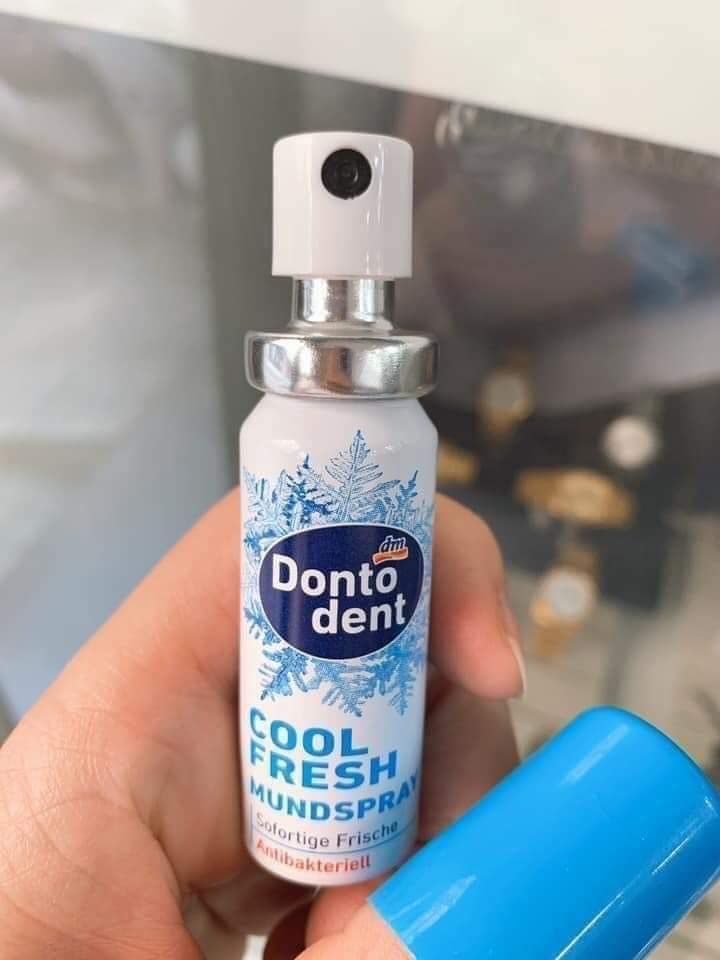 dm
Donto
dent
COOL
FRESH
MUNDSPRAY
Sofortige Frische
Antibakteriell